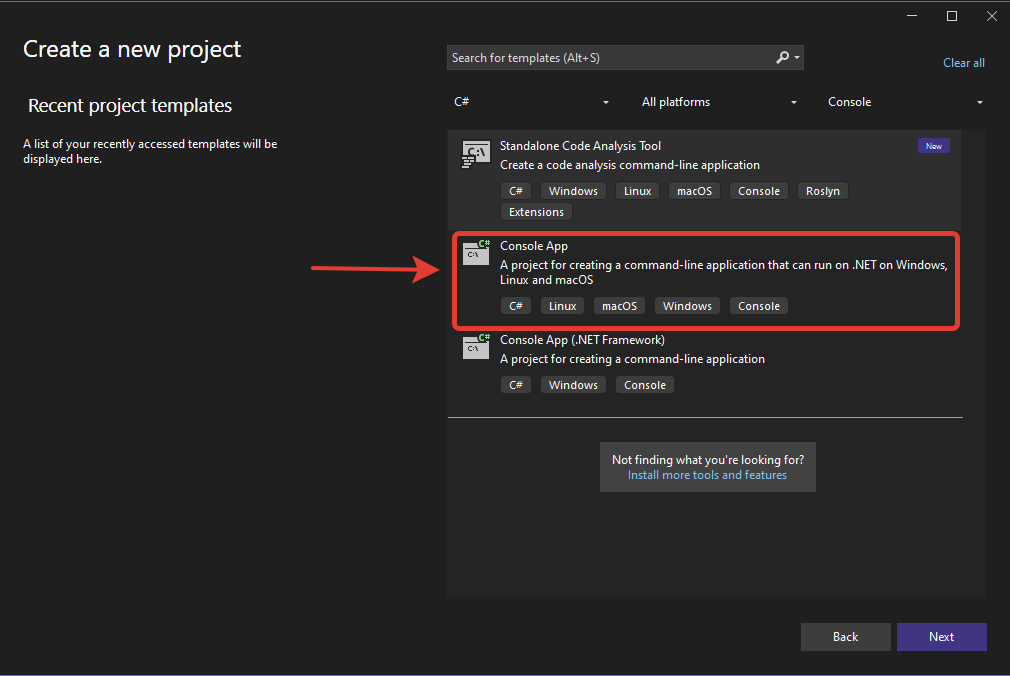 Create a new project
Search for templates (Alt+S)
Clear all
Recent project templates
A list of your recently accessed templates will be
displayed here.
C#
All platforms
Console
C:\
Standalone Code Analysis Tool
New
Create a code analysis command-line application
C# Windows Linux macOS Console Roslyn
Extensions
C#
C:\
Console App
A project for creating a command-line application that can run on .NET on Windows,
Linux and macOS
C# Linux macOS Windows Console
C#
C:\
Console App (.NET Framework)
A project for creating a command-line application
C# Windows Console
Not finding what you're looking for?
Install more tools and features
Back
Next